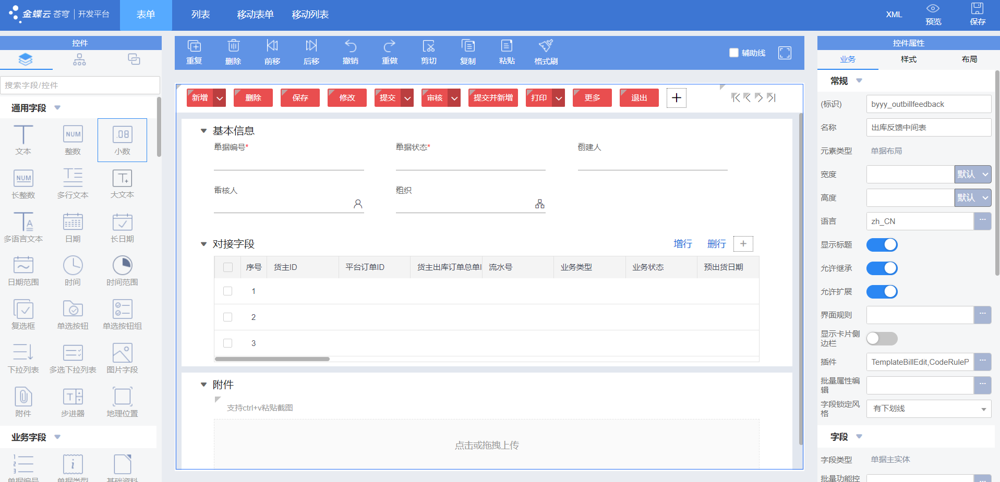 金蝶云 苍穹 开发平台
表单
列表
移动表单
移动列表
XML
预览
保存
控件
搜索字段/控件
通用字段
文本
NUM
整数
.08
小数
NUM
长整数
多行文本
大文本
多语言文本
日期
长日期
日期范围
时间
时间范围
复选框
单选按钮
单选按钮组
下拉列表
多选下拉列表
图片字段
附件
步进器
地理位置
业务字段
单据编号
单据类型
基础资料
重复
删除
前移
后移
撤销
重做
剪切
复制
粘贴
格式刷
辅助线
新增
删除
保存
修改
提交
审核
提交并新增
打印
更多
退出
基本信息
单据编号*
单据状态*
创建人
审核人
组织
对接字段
增行
删行
序号
货主ID
平台订单ID
货主出库订单总单I
流水号
业务类型
业务状态
预出货日期
1
2
3
附件
支持ctrl+v粘贴截图
点击或拖拽上传
控件属性
业务
样式
布局
常规
(标识)
byyy_outbillfeedback
名称
出库反馈中间表
元素类型
单据布局
宽度
默认
高度
默认
语言
zh_CN
...
显示标题
允许继承
允许扩展
界面规则
...
显示卡片侧
边栏
插件
TemplateBillEdit,CodeRuleP
...
批量属性编
辑
...
字段锁定风
格
有下划线
字段
字段类型
单据主实体
批量功能控
...